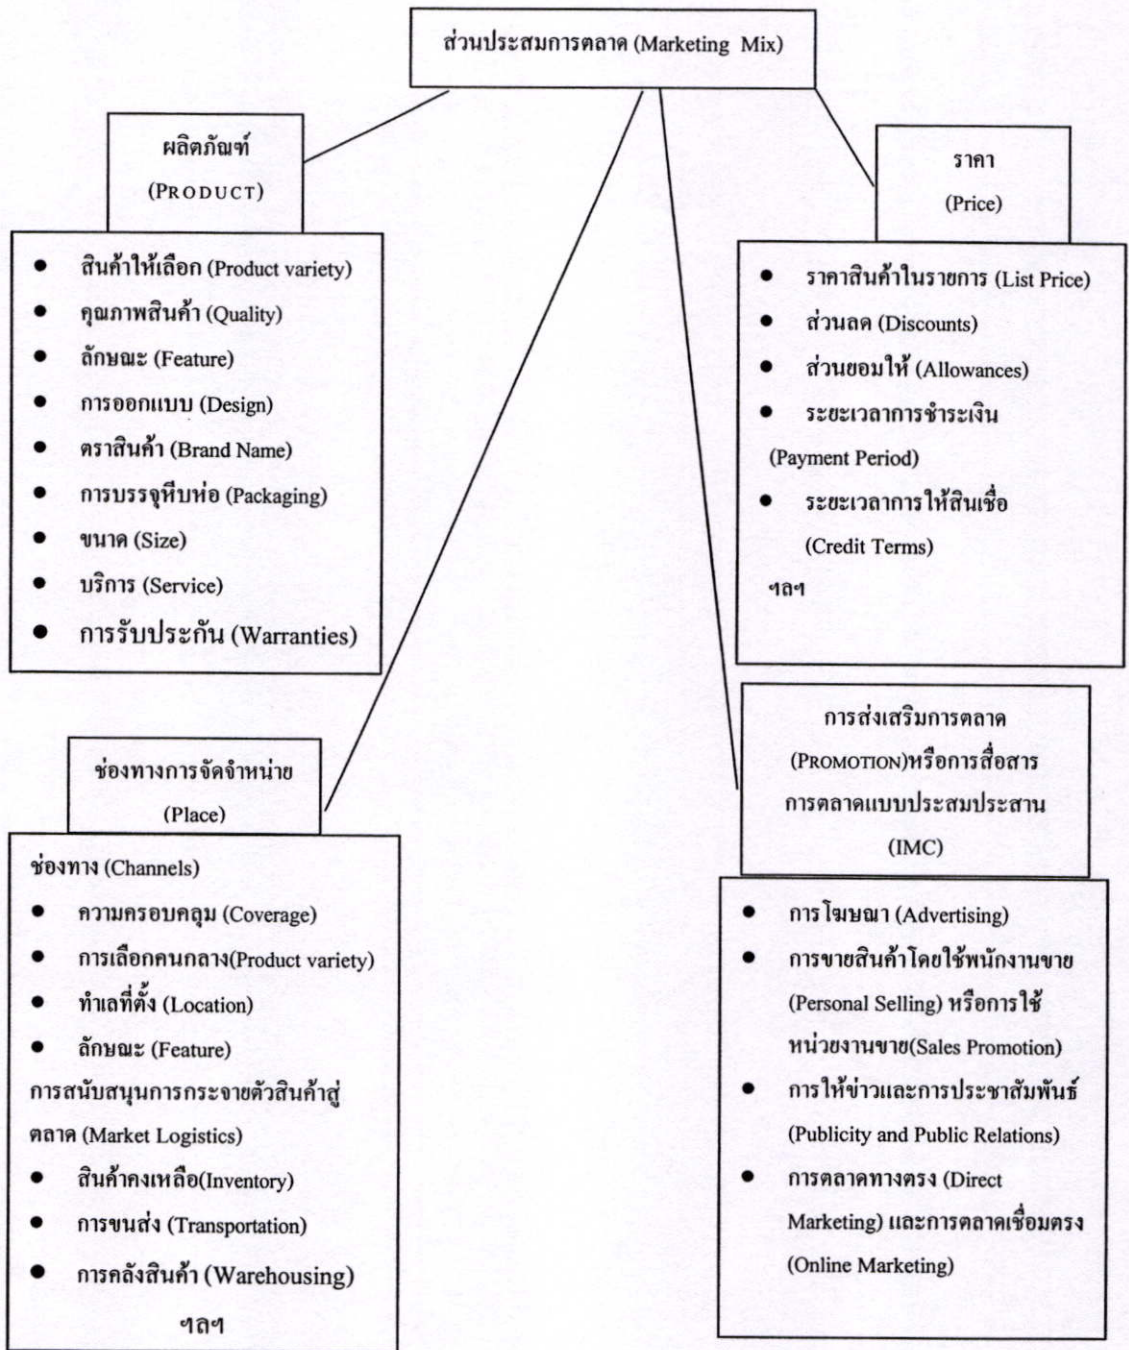 ส่วนประสมการตลาด (Marketing Mix)
ผลิตภัณฑ์
(PRODUCT)
• สินค้าให้เลือก (Product variety)
• คุณภาพสินค้า (Quality)
• ลักษณะ (Feature)
• การออกแบบ (Design)
• ตราสินค้า (Brand Name)
• การบรรจุหีบห่อ (Packaging)
• ขนาด (Size)
• บริการ (Service)
• การรับประกัน (Warranties)
ราคา
(Price)
• ราคาสินค้าในรายการ (List Price)
• ส่วนลด (Discounts)
• ส่วนยอมให้ (Allowances)
• ระยะเวลาการชำระเงิน
(Payment Period)
• ระยะเวลาการให้สินเชื่อ
(Credit Terms)
ฯลฯ
ช่องทางการจัดจำหน่าย
(Place)
ช่องทาง (Channels)
• ความครอบคลุม (Coverage)
• การเลือกคนกลาง(Product variety)
• ทำเลที่ตั้ง (Location)
• ลักษณะ (Feature)
การสนับสนุนการกระจายตัวสินค้าสู่
ตลาด (Market Logistics)
• สินค้าคงเหลือ(Inventory)
• การขนส่ง (Transportation)
• การคลังสินค้า (Warehousing)
ฯลฯ
การส่งเสริมการตลาด
(PROMOTION)หรือการสื่อสาร
การตลาดแบบประสมประสาน
(IMC)
• การโฆษณา (Advertising)
• การขายสินค้าโดยใช้พนักงานขาย
(Personal Selling) หรือการใช้
หน่วยงานขาย(Sales Promotion)
• การให้ข่าวและการประชาสัมพันธ์
(Publicity and Public Relations)
• การตลาดทางตรง (Direct
Marketing) และการตลาดเชื่อมตรง
(Online Marketing)